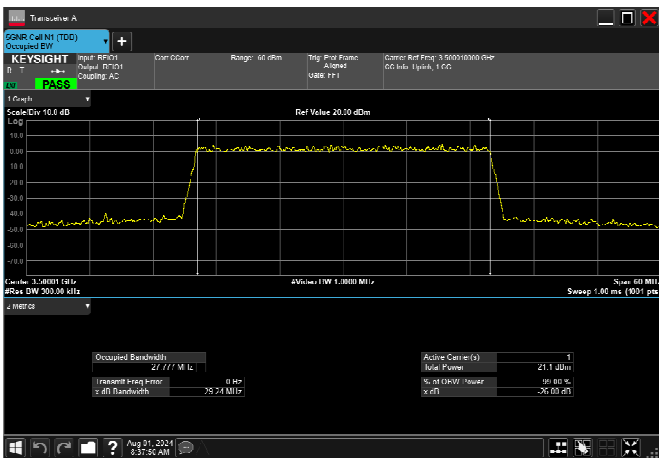 Transceiver A
5GNR Cell N1 (TBD)
Occupied BW
+
KEYSIGHT Input: RFIO1 Corr: CCorr Range: -60 dBm Trig: Prot Frame Carrier Ref Freq: 3.500010000 GHz
R T Output: RFIO1 Aligned CC Info: Uplink, 1 CC
Coupling: AC Gate: FFT
PASS
1 Graph
Scale/Div 10.0 dB Ref Value 20.00 dBm
Log
10.0
0.00
-10.0
-20.0
-30.0
-40.0
-50.0
-60.0
-70.0
Center 3.50001 GHz #Video BW 1.0000 MHz Span 60 MHz
#Res BW 300.00 kHz Sweep 1.00 ms (1001 pts
2 Metrics
Occupied Bandwidth Active Carrier(s) 1
27.777 MHz Total Power 21.1 dBm
Transmit Freq Error 0 Hz % of OBW Power 99.00 %
x dB Bandwidth 29.24 MHz x dB -26.00 dB
? Aug 01, 2024
8:37:50 AM